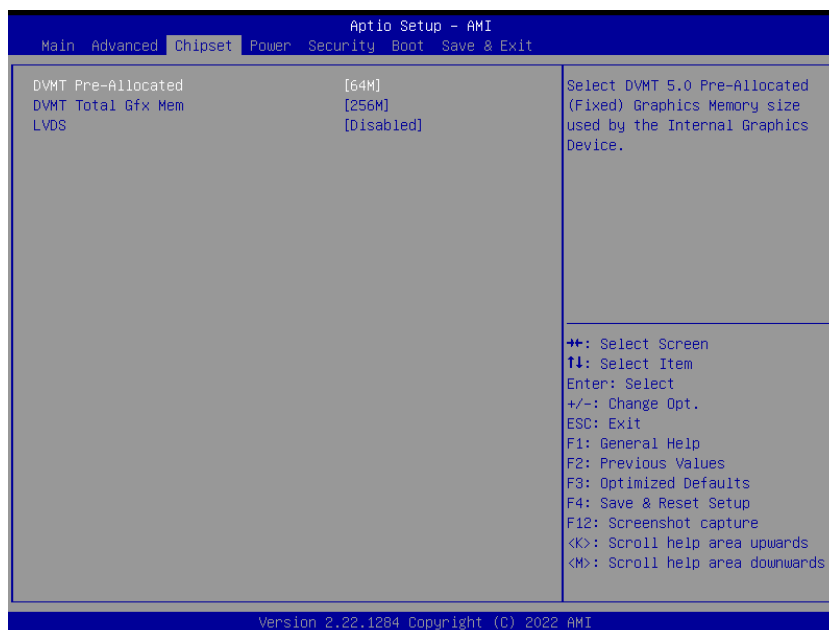 Aptio Setup – AMI
Main Advanced Chipset Power Security Boot Save & Exit
DVMT Pre-Allocated [64M]
DVMT Total Gfx Mem [256M]
LVDS [Disabled]
Select DVMT 5.0 Pre-Allocated
(Fixed) Graphics Memory size
used by the Internal Graphics
Device.
→←: Select Screen
↑↓: Select Item
Enter: Select
+/-: Change Opt.
ESC: Exit
F1: General Help
F2: Previous Values
F3: Optimized Defaults
F4: Save & Reset Setup
F12: Screenshot capture
<K>: Scroll help area upwards
<M>: Scroll help area downwards
Version 2.22.1284 Copyright (C) 2022 AMI